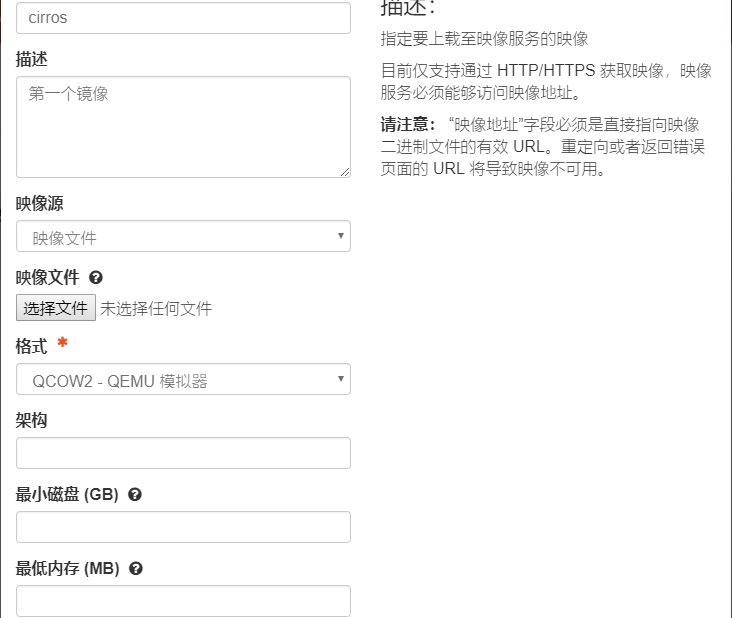 cirros
描述
第一个镜像
映像源
映像文件
映像文件
选择文件 未选择任何文件
格式 *
QCOW2 - QEMU 模拟器
架构
最小磁盘 (GB)
最低内存 (MB)
描述：
指定要上载至映像服务的映像
目前仅支持通过 HTTP/HTTPS 获取映像，映像
服务必须能够访问映像地址。
请注意： “映像地址”字段必须是直接指向映像
二进制文件的有效 URL。重定向或者返回错误
页面的 URL 将导致映像不可用。